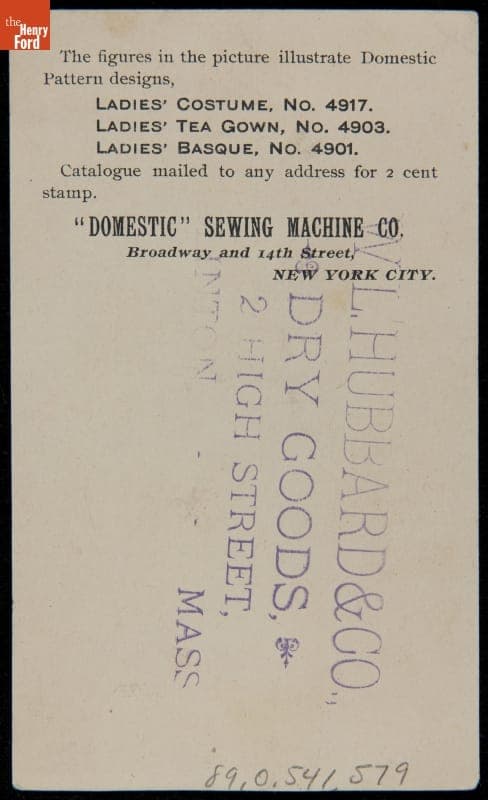 the
Henry
Ford
The figures in the picture illustrate Domestic
Pattern designs,
LADIES' COSTUME, No. 4917.
LADIES' TEA GOWN, No. 4903.
LADIES' BASQUE, No. 4901.
Catalogue mailed to any address for 2 cent
stamp.
"DOMESTIC" SEWING MACHINE CO.
Broadway and 14th Street,
NEW YORK CITY.
HUBBARD & CO.,
DRY GOODS,
2 HIGH STREET,
MASS
89.0.541.579